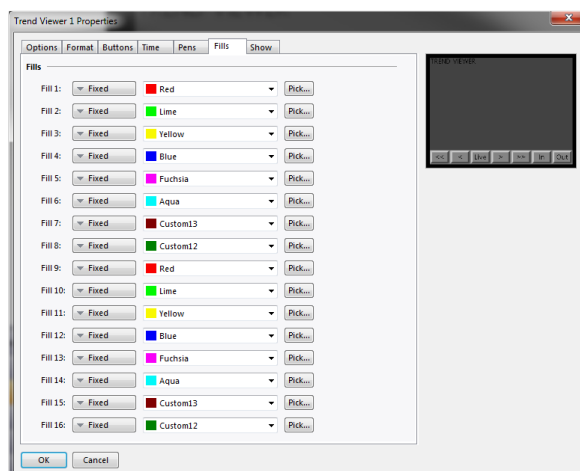 Trend Viewer 1 Properties
Options Format Buttons Time Pens Fills Show
Fills
Fill 1: Fixed Red Pick...
Fill 2: Fixed Lime Pick...
Fill 3: Fixed Yellow Pick...
Fill 4: Fixed Blue Pick...
Fill 5: Fixed Fuchsia Pick...
Fill 6: Fixed Aqua Pick...
Fill 7: Fixed Custom13 Pick...
Fill 8: Fixed Custom12 Pick...
Fill 9: Fixed Red Pick...
Fill 10: Fixed Lime Pick...
Fill 11: Fixed Yellow Pick...
Fill 12: Fixed Blue Pick...
Fill 13: Fixed Fuchsia Pick...
Fill 14: Fixed Aqua Pick...
Fill 15: Fixed Custom13 Pick...
Fill 16: Fixed Custom12 Pick...
OK Cancel
TREND VIEWER
<< < Live > >> In Out